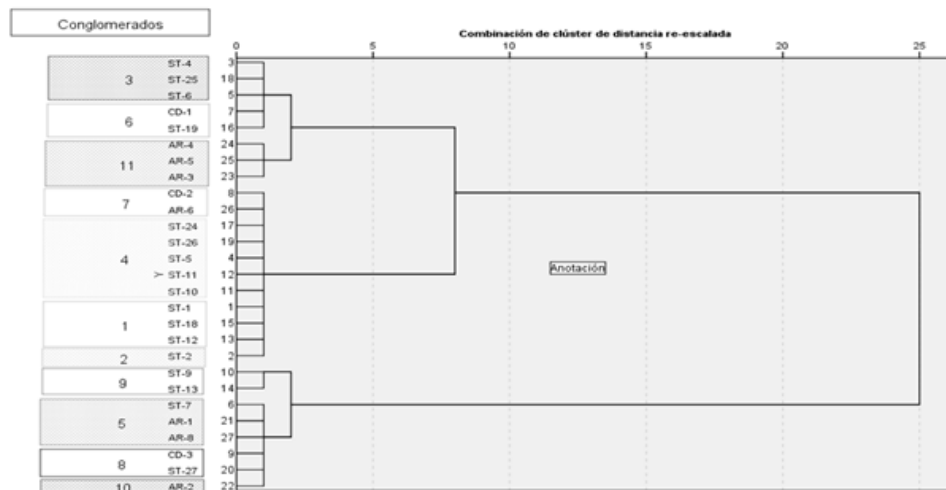 Conglomerados
Combinación de clúster de distancia re-escalada
0 5 10 15 20 25
3 ST-4 3
ST-25 18
ST-6 5
6 CD-1 7
ST-19 16
11 AR-4 24
AR-5 25
AR-3 23
7 CD-2 8
AR-6 26
4 ST-24 17
ST-26 19
ST-5 4
Y ST-11 12
ST-10 11
1 ST-1 1
ST-18 15
ST-12 13
2 ST-2 2
9 ST-9 10
ST-13 14
5 ST-7 6
AR-1 21
AR-8 27
8 CD-3 9
ST-27 20
10 AR-2 22
Anotación